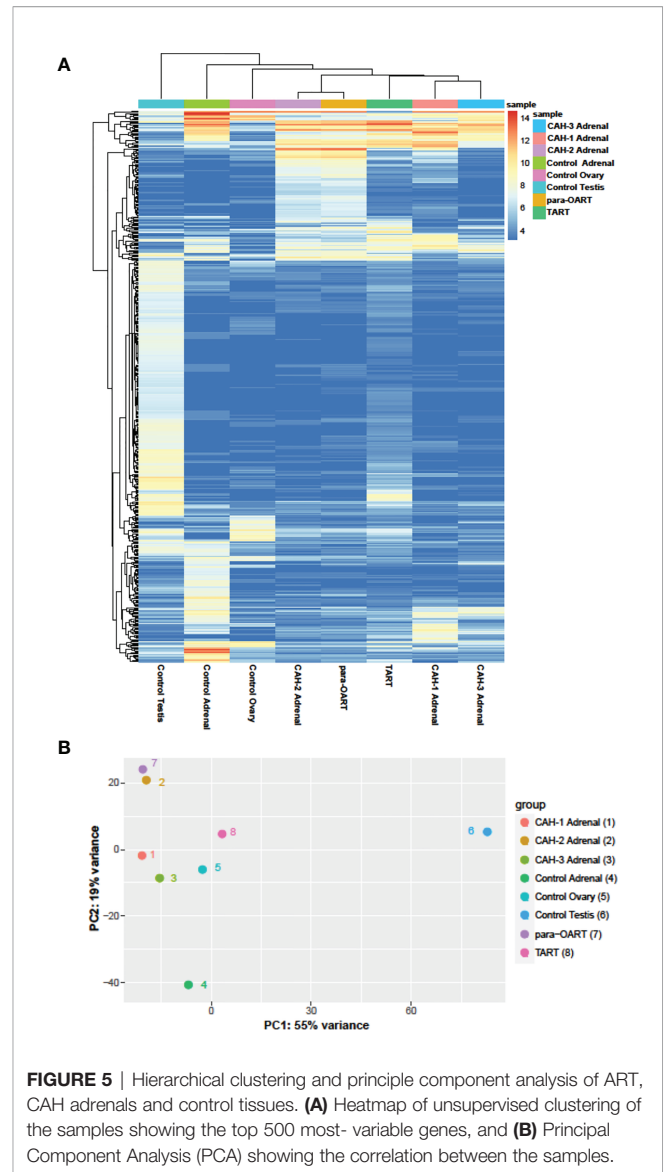 A
sample
14
12
10
8
6
4
sample
CAH-3 Adrenal
CAH-1 Adrenal
CAH-2 Adrenal
Control Adrenal
Control Ovary
Control Testis
para-OART
TART
Control Testis
Control Adrenal
Control Ovary
CAH-2 Adrenal
para-OART
TART
CAH-1 Adrenal
CAH-3 Adrenal
B
PC2: 19% variance
20
0
-20
-40
7
2
8
6
1
5
3
4
0
30
60
PC1: 55% variance
group
CAH-1 Adrenal (1)
CAH-2 Adrenal (2)
CAH-3 Adrenal (3)
Control Adrenal (4)
Control Ovary (5)
Control Testis (6)
para-OART (7)
TART (8)
FIGURE 5 | Hierarchical clustering and principle component analysis of ART,
CAH adrenals and control tissues. (A) Heatmap of unsupervised clustering of
the samples showing the top 500 most- variable genes, and (B) Principal
Component Analysis (PCA) showing the correlation between the samples.